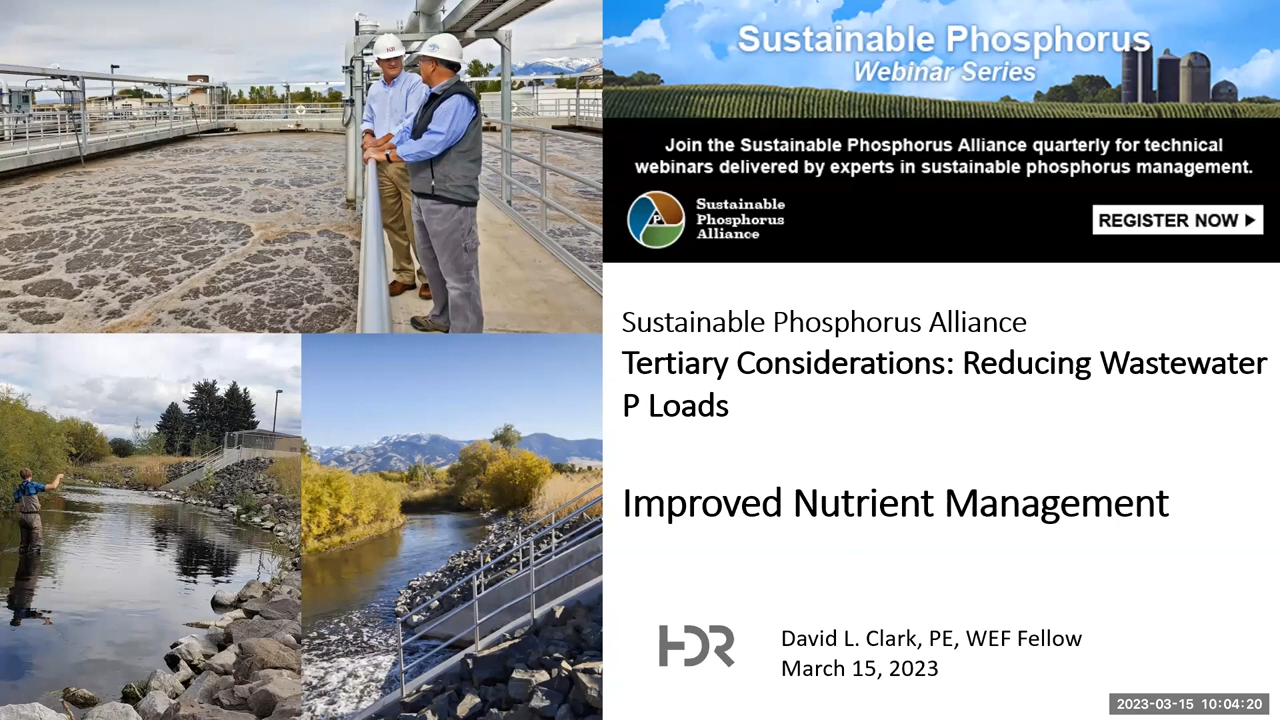 Sustainable Phosphorus
Webinar Series
Join the Sustainable Phosphorus Alliance quarterly for technical
webinars delivered by experts in sustainable phosphorus management.
P
Sustainable
Phosphorus
Alliance
REGISTER NOW
Sustainable Phosphorus Alliance
Tertiary Considerations: Reducing Wastewater
P Loads
Improved Nutrient Management
HDR
David L. Clark, PE, WEF Fellow
March 15, 2023
2023-03-15 10:04:20